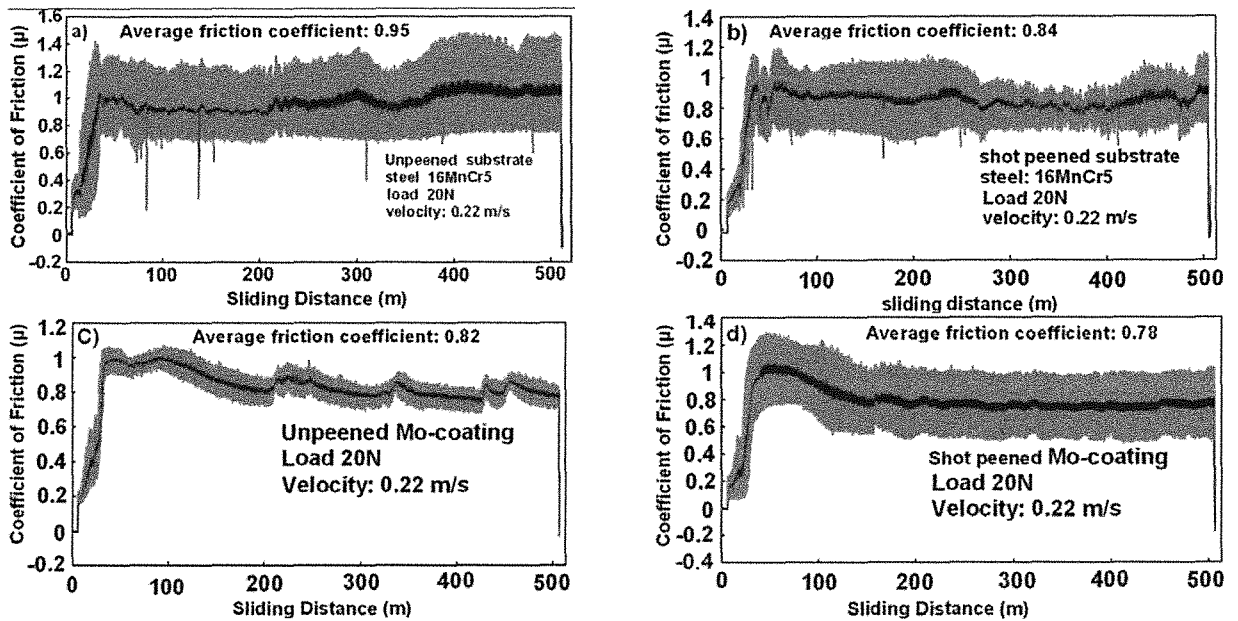 a)
Average friction coefficient: 0.95
Coefficient of Friction (μ)
1.6
1.4
1.2
1
0.8
0.6
0.4
0.2
0
-0.2
Unpeened substrate
steel 16MnCr5
load 20N
velocity: 0.22 m/s
0 100 200 300 400 500
Sliding Distance (m)
b)
Average friction coefficient: 0.84
Coefficient of friction (μ)
1.4
1.2
1
0.8
0.6
0.4
0.2
0
-0.2
shot peened substrate
steel: 16MnCr5
Load 20N
velocity: 0.22 m/s
0 100 200 300 400 500
sliding distance (m)
C)
Average friction coefficient: 0.82
Coefficient of Friction (μ)
1.2
1
0.8
0.6
0.4
0.2
0
-0.2
Unpeened Mo-coating
Load 20N
Velocity: 0.22 m/s
0 100 200 300 400 500
Sliding Distance (m)
d)
Average friction coefficient: 0.78
Coefficient of Friction (μ)
1.4
1.2
1
0.8
0.6
0.4
0.2
0
-0.2
-0.4
Shot peened Mo-coating
Load 20N
Velocity: 0.22 m/s
0 100 200 300 400 500
Sliding Distance (m)